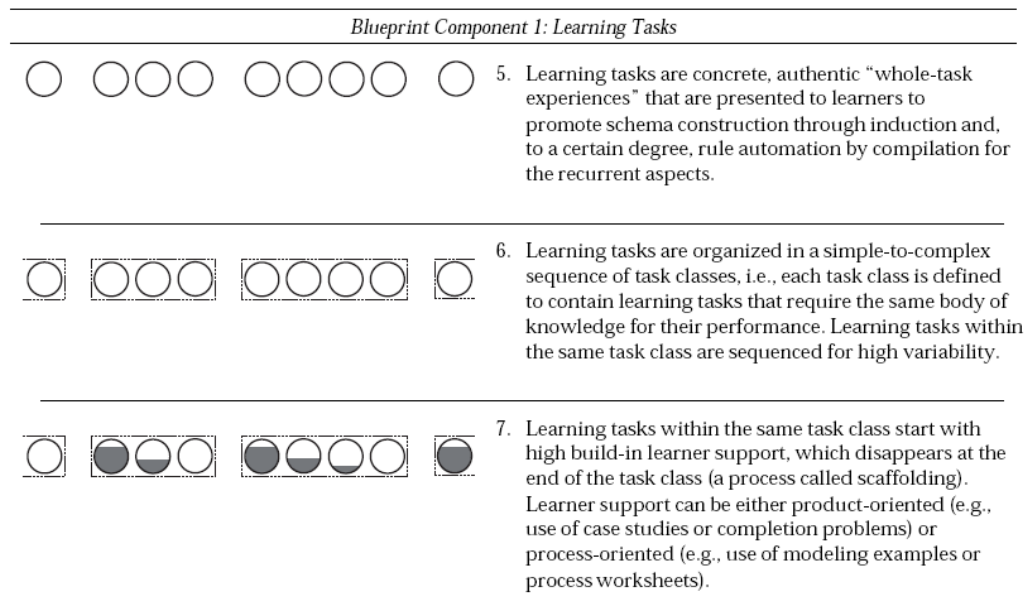 Blueprint Component 1: Learning Tasks
5. Learning tasks are concrete, authentic “whole-task
experiences” that are presented to learners to
promote schema construction through induction and,
to a certain degree, rule automation by compilation for
the recurrent aspects.
6. Learning tasks are organized in a simple-to-complex
sequence of task classes, i.e., each task class is defined
to contain learning tasks that require the same body of
knowledge for their performance. Learning tasks within
the same task class are sequenced for high variability.
7. Learning tasks within the same task class start with
high build-in learner support, which disappears at the
end of the task class (a process called scaffolding).
Learner support can be either product-oriented (e.g.,
use of case studies or completion problems) or
process-oriented (e.g., use of modeling examples or
process worksheets).